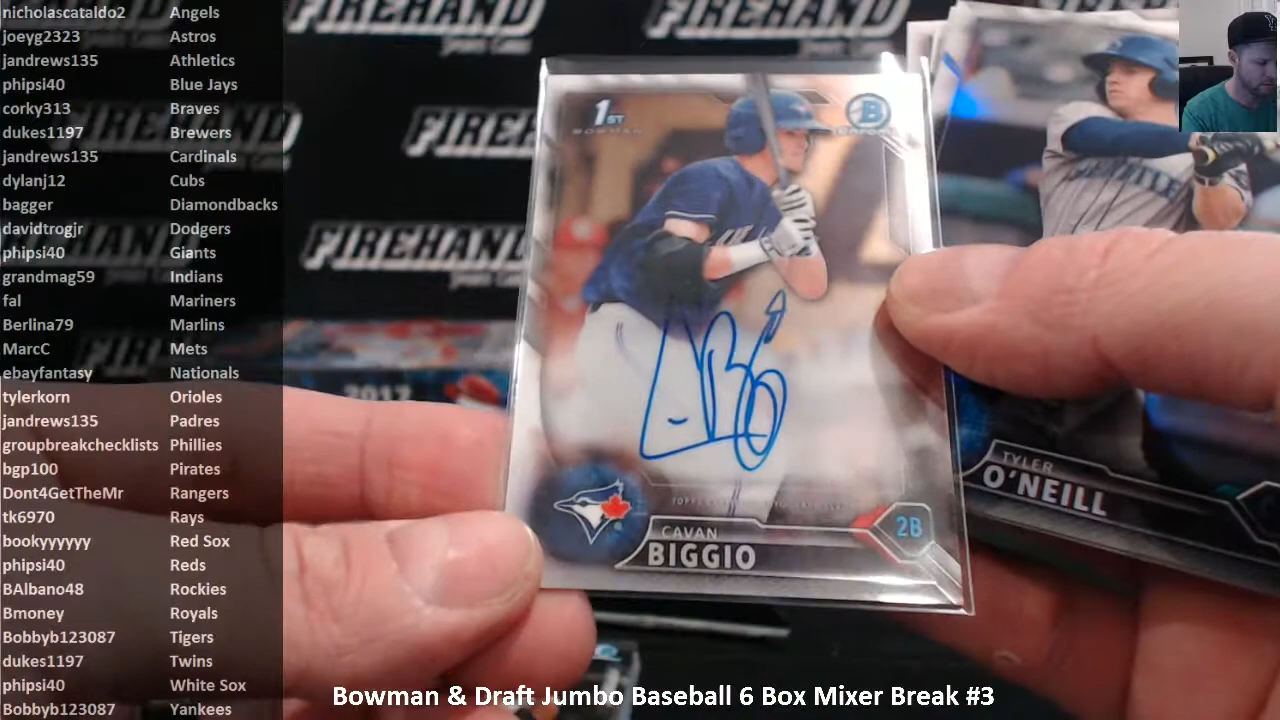 nicholascataldo2 Angels
joeyg2323 Astros
jandrews135 Athletics
phipsi40 Blue Jays
corky313 Braves
dukes1197 Brewers
jandrews135 Cardinals
dylanj12 Cubs
bagger Diamondbacks
davidtrogjr Dodgers
phipsi40 Giants
grandmag59 Indians
fal Mariners
Berlina79 Marlins
MarcC Mets
ebayfantasy Nationals
tylerkorn Orioles
jandrews135 Padres
groupbreakchecklists Phillies
bgp100 Pirates
Dont4GetTheMr Rangers
tk6970 Rays
bookyyyyyy Red Sox
phipsi40 Reds
BAlbano48 Rockies
Bmoney Royals
Bobbyb123087 Tigers
dukes1197 Twins
phipsi40 White Sox
Bobbyb123087 Yankees
FIREHAND
FIREHAND
FIREHAND
FIREHAND
2017
1ST
BOWMAN
B
CHROME
CAVAN
BIGGIO
2B
TYLER
O'NEILL
Bowman & Draft Jumbo Baseball 6 Box Mixer Break #3